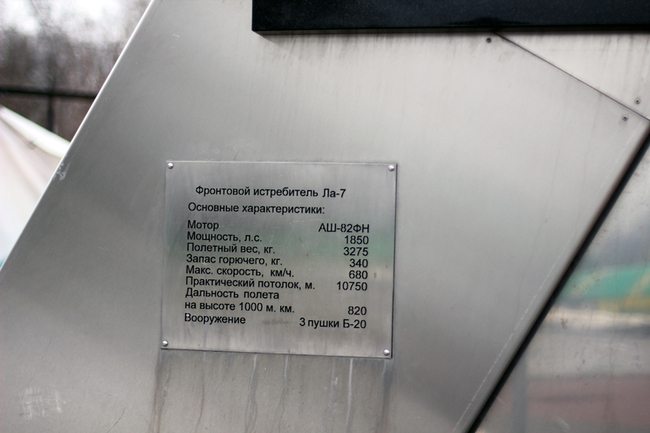 Фронтовой истребитель Ла-7
Основные характеристики:
Мотор АШ-82ФН
Мощность, л.с. 1850
Полетный вес, кг. 3275
Запас горючего, кг. 340
Макс. скорость, км/ч. 680
Практический потолок, м. 10750
Дальность полета
на высоте 1000 м. км. 820
Вооружение 3 пушки Б-20